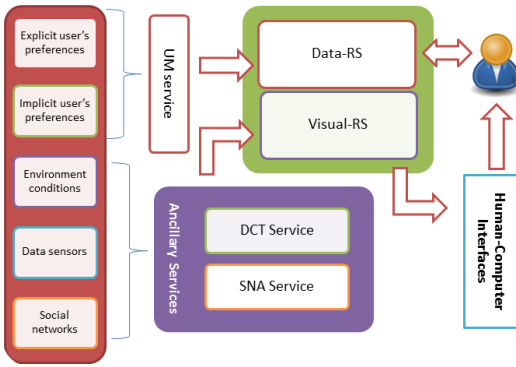 Explicit user's
preferences
Implicit user's
preferences
Environment
conditions
Data sensors
Social
networks
UM service
Data-RS
Visual-RS
Ancillary Services
DCT Service
SNA Service
Human-Computer
Interfaces